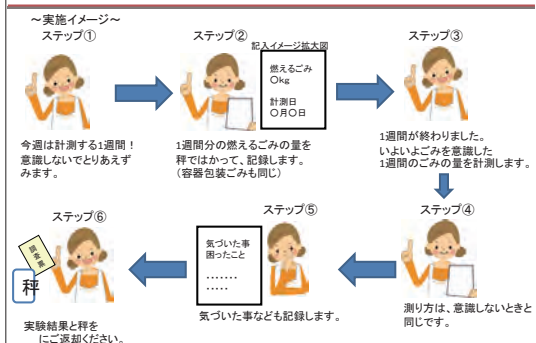 ～実施イメージ～
ステップ①
今週は計測する1週間！
意識しないでとりあえず
みます。
ステップ②
記入イメージ拡大図
燃えるごみ
〇kg
計測日
〇月〇日
1週間分の燃えるごみの量を
秤ではかって、記録します。
（容器包装ごみも同じ）
ステップ③
1週間が終わりました。
いよいよごみを意識した
1週間のごみの量を計測します。
ステップ④
測り方は、意識しないときと
同じです。
ステップ⑤
気づいた事
困ったこと
.......
.....
気づいた事なども記録します。
ステップ⑥
調査票
秤
実験結果と秤を
にご返却ください。